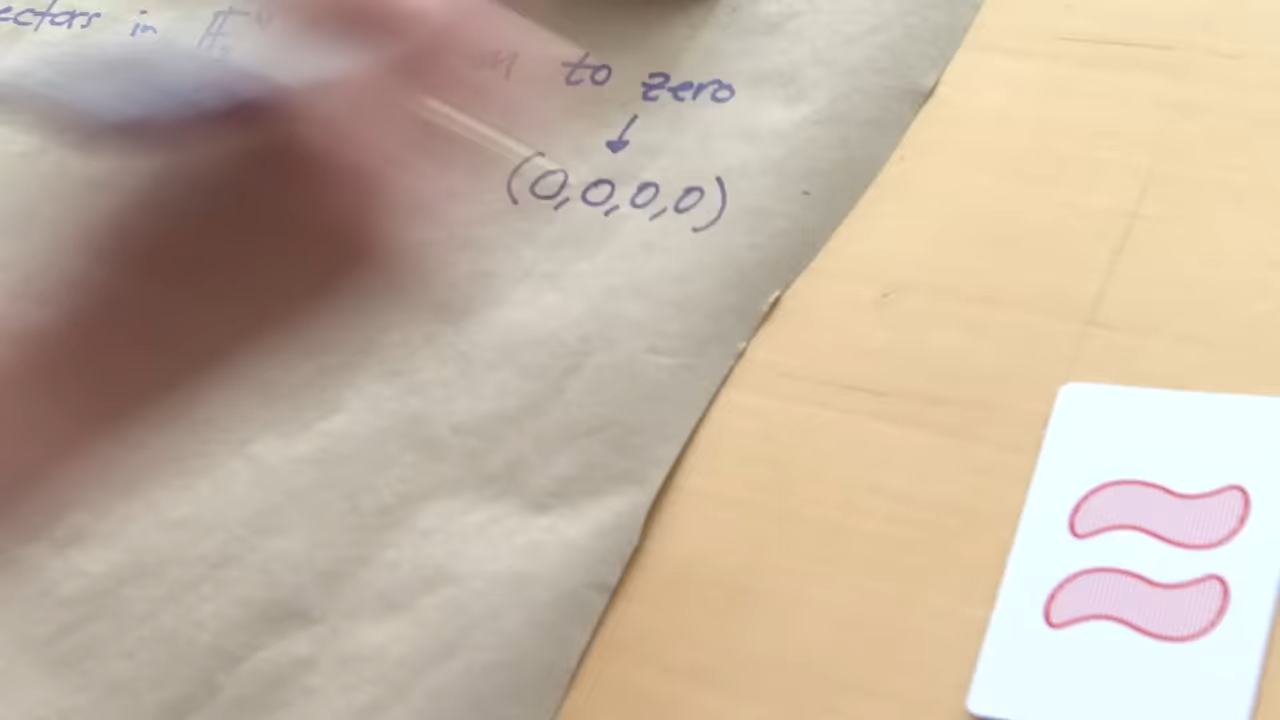 ectors in to zero
↓
(0,0,0,0)